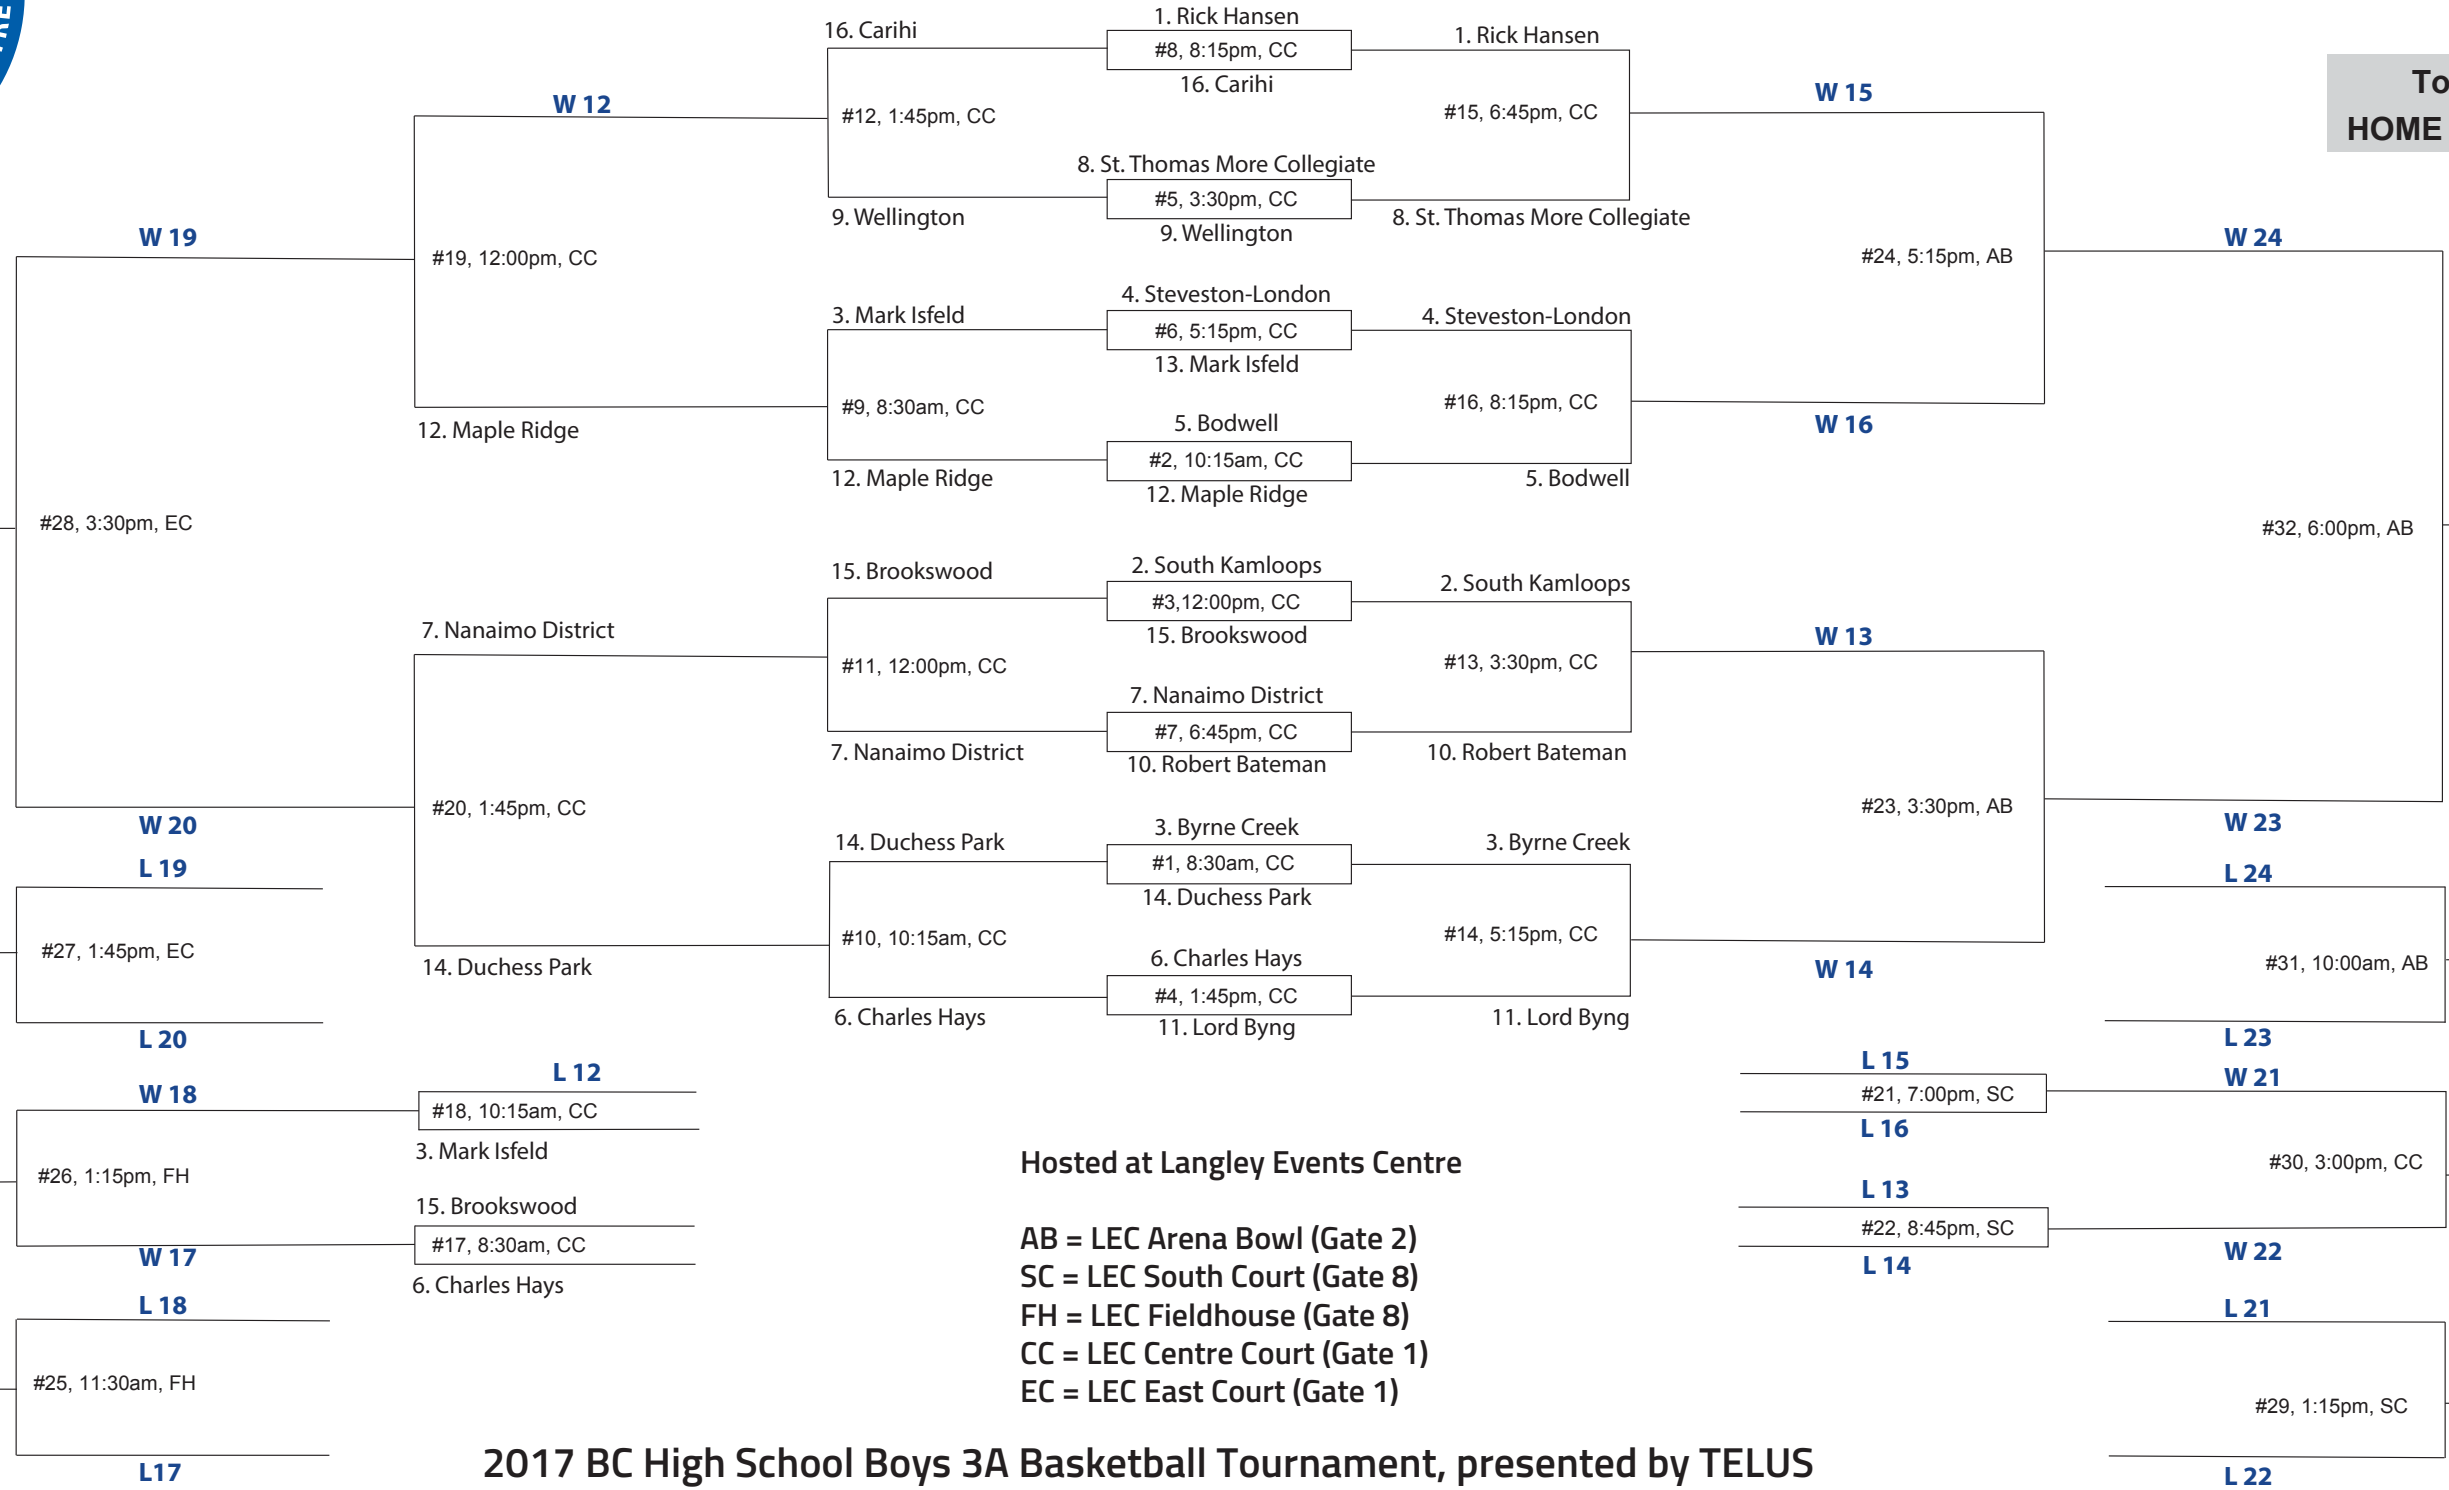 W 19
#28, 3:30pm, EC
W 20
L 19
#27, 1:45pm, EC
L 20
W 18
#26, 1:15pm, FH
W 17
L 18
#25, 11:30am, FH
L17
W 12
#19, 12:00pm, CC
12. Maple Ridge
7. Nanaimo District
#20, 1:45pm, CC
14. Duchess Park
L 12
#18, 10:15am, CC
3. Mark Isfeld
15. Brookswood
#17, 8:30am, CC
6. Charles Hays
16. Carihi
#12, 1:45pm, CC
9. Wellington
3. Mark Isfeld
#9, 8:30am, CC
12. Maple Ridge
15. Brookswood
#11, 12:00pm, CC
7. Nanaimo District
14. Duchess Park
#10, 10:15am, CC
6. Charles Hays
1. Rick Hansen
#8, 8:15pm, CC
16. Carihi
8. St. Thomas More Collegiate
#5, 3:30pm, CC
9. Wellington
4. Steveston-London
#6, 5:15pm, CC
13. Mark Isfeld
5. Bodwell
#2, 10:15am, CC
12. Maple Ridge
2. South Kamloops
#3,12:00pm, CC
15. Brookswood
7. Nanaimo District
#7, 6:45pm, CC
10. Robert Bateman
3. Byrne Creek
#1, 8:30am, CC
14. Duchess Park
6. Charles Hays
#4, 1:45pm, CC
11. Lord Byng
1. Rick Hansen
#15, 6:45pm, CC
8. St. Thomas More Collegiate
4. Steveston-London
#16, 8:15pm, CC
5. Bodwell
2. South Kamloops
#13, 3:30pm, CC
10. Robert Bateman
3. Byrne Creek
#14, 5:15pm, CC
11. Lord Byng
W 15
#24, 5:15pm, AB
W 16
W 13
#23, 3:30pm, AB
W 14
L 15
#21, 7:00pm, SC
L 16
L 13
#22, 8:45pm, SC
L 14
To
HOME
W 24
#32, 6:00pm, AB
W 23
L 24
#31, 10:00am, AB
L 23
W 21
#30, 3:00pm, CC
W 22
L 21
#29, 1:15pm, SC
L 22
Hosted at Langley Events Centre
AB = LEC Arena Bowl (Gate 2)
SC = LEC South Court (Gate 8)
FH = LEC Fieldhouse (Gate 8)
CC = LEC Centre Court (Gate 1)
EC = LEC East Court (Gate 1)
2017 BC High School Boys 3A Basketball Tournament, presented by TELUS